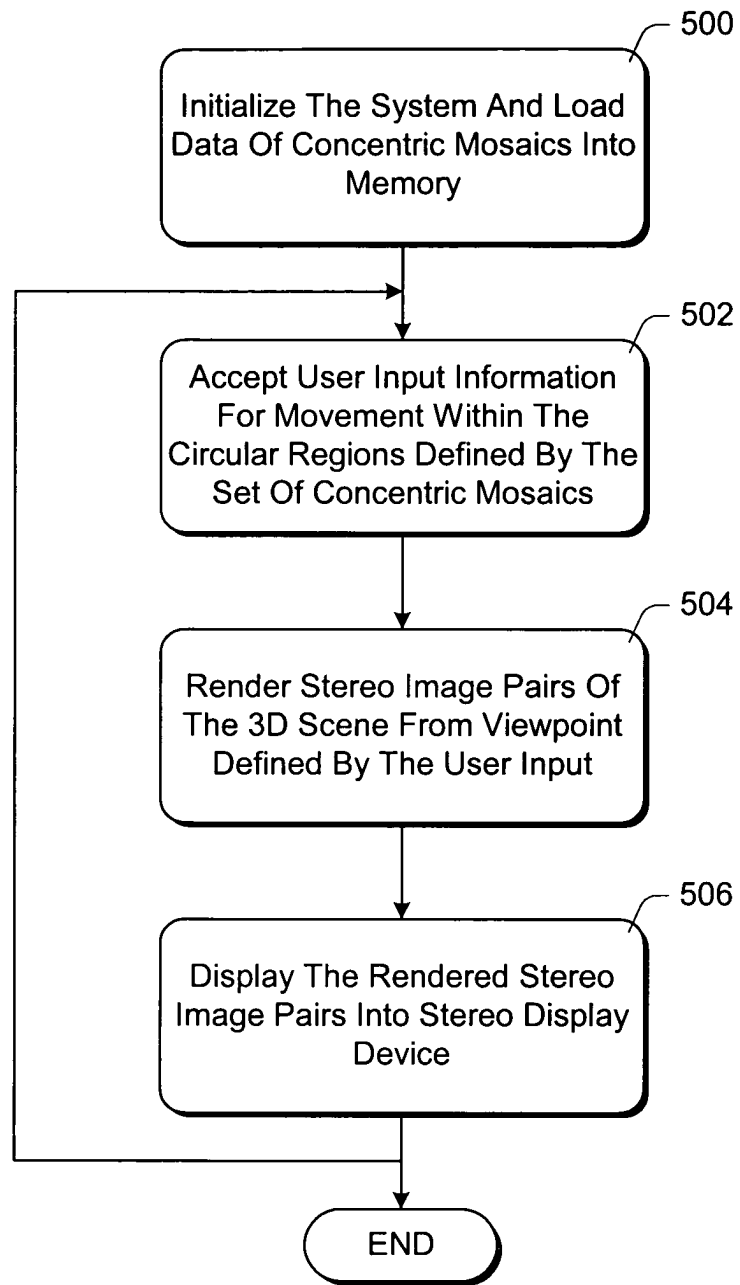 500
Initialize The System And Load
Data Of Concentric Mosaics Into
Memory
502
Accept User Input Information
For Movement Within The
Circular Regions Defined By The
Set Of Concentric Mosaics
504
Render Stereo Image Pairs Of
The 3D Scene From Viewpoint
Defined By The User Input
506
Display The Rendered Stereo
Image Pairs Into Stereo Display
Device
END